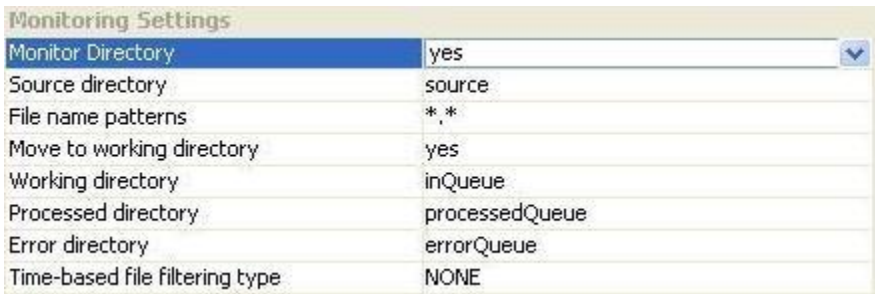 Monitoring Settings
Monitor Directory yes
Source directory source
File name patterns *.*
Move to working directory yes
Working directory inQueue
Processed directory processedQueue
Error directory errorQueue
Time-based file filtering type NONE